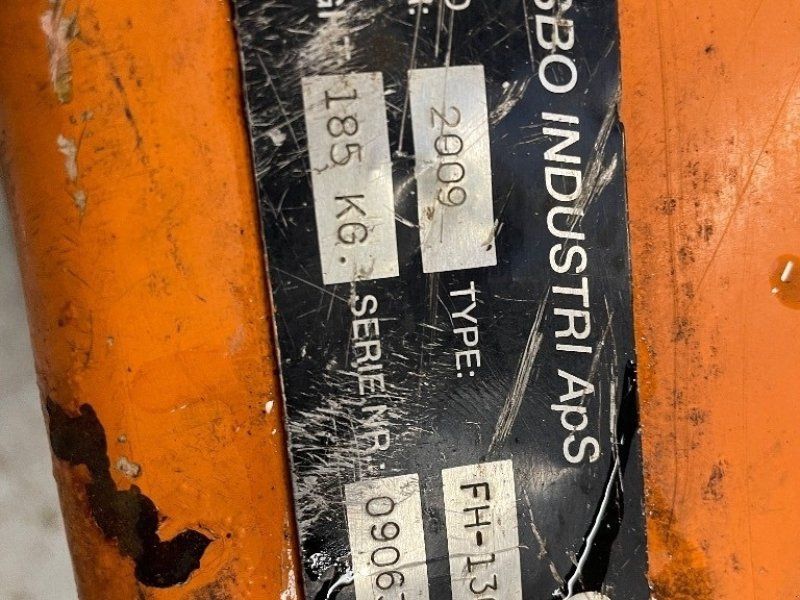 SBO INDUSTRI ApS
2009 TYPE: FH-13
185 KG. SERIE NR.: 0906